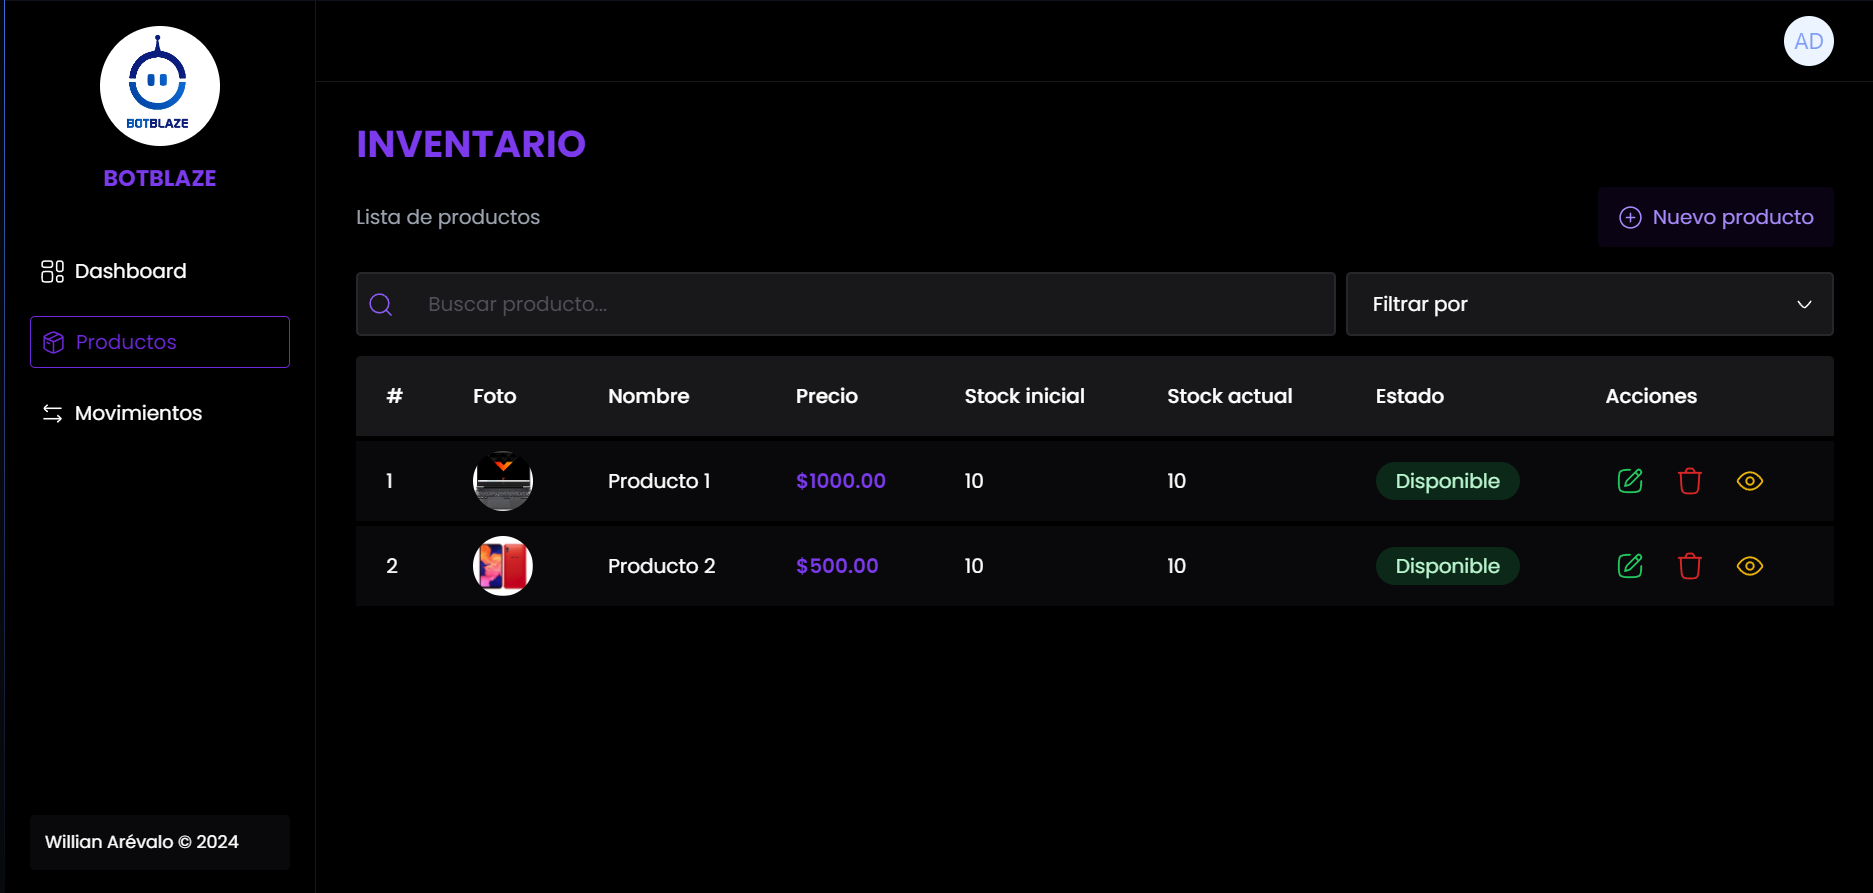 BOTBLAZE
BOTBLAZE
Dashboard
Productos
Movimientos
Willian Arévalo © 2024
AD
INVENTARIO
Lista de productos
Nuevo producto
Buscar producto...
Filtrar por
# Foto Nombre Precio Stock inicial Stock actual Estado Acciones
1 Producto 1 $1000.00 10 10 Disponible
2 Producto 2 $500.00 10 10 Disponible